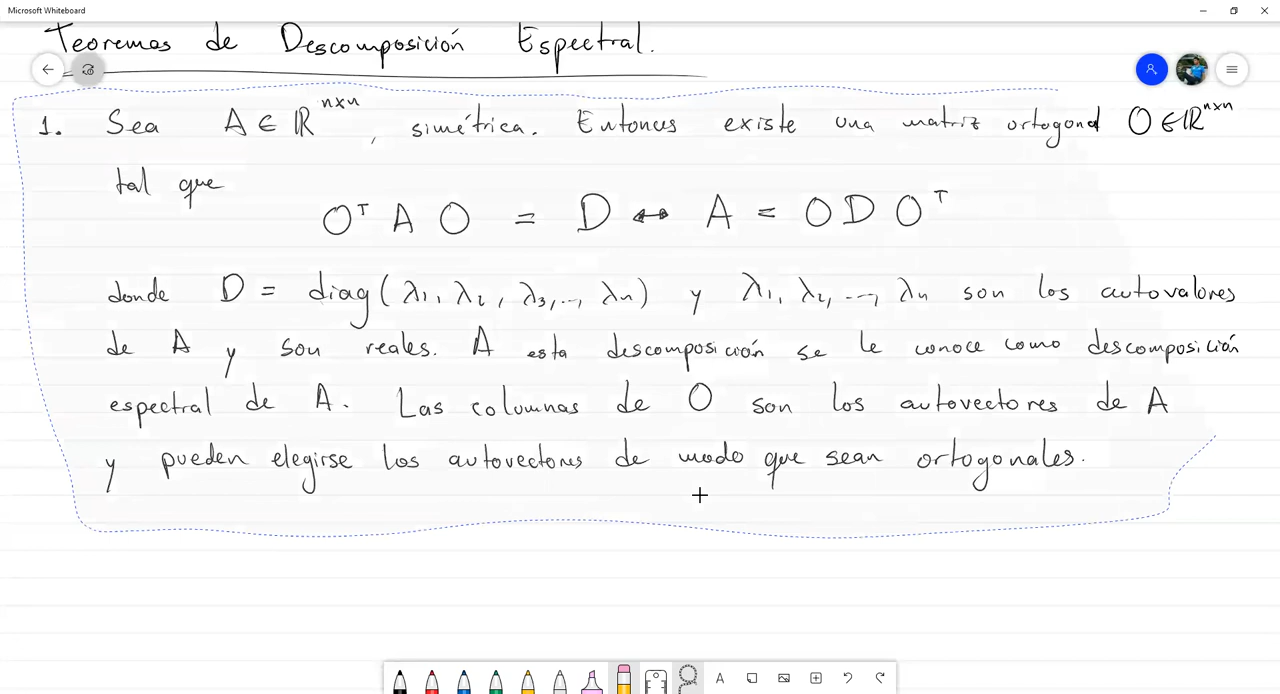 Microsoft Whiteboard
Teoremas de Descomposición Espectral.
1. Sea A ∈ ℝⁿˣⁿ, simétrica. Entonces existe una matriz ortogonal O ∈ ℝⁿˣⁿ
tal que
Oᵀ A O = D ↔ A = O D Oᵀ
donde D = diag(λ₁, λ₂, λ₃, ..., λn) y λ₁, λ₂, ..., λn son los autovalores
de A y son reales. A esta descomposición se le conoce como descomposición
espectral de A. Las columnas de O son los autovectores de A
y pueden elegirse los autovectores de modo que sean ortogonales.